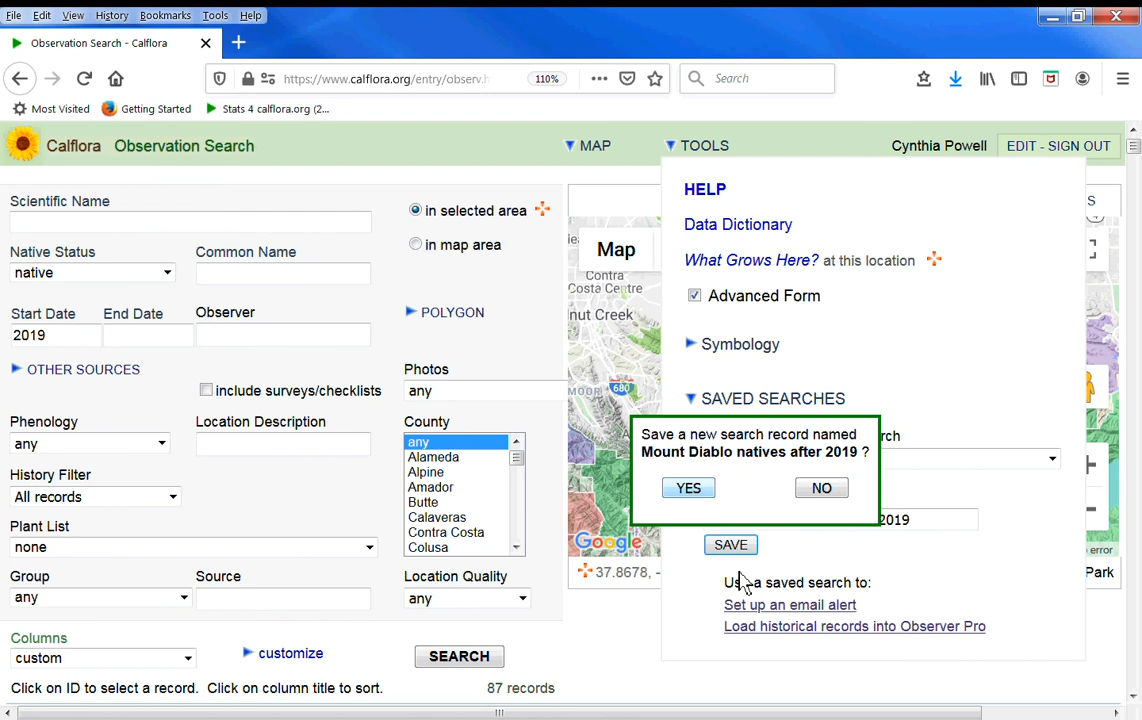 File Edit View History Bookmarks Tools Help
Observation Search - Calflora
https://www.calflora.org/entry/observ.h
110%
Search
Most Visited Getting Started Stats 4 calflora.org (2...
Calflora Observation Search
MAP
TOOLS
Cynthia Powell
EDIT - SIGN OUT
Scientific Name
in selected area
in map area
Native Status
native
Common Name
Start Date
2019
End Date
Observer
POLYGON
OTHER SOURCES
include surveys/checklists
Photos
any
Phenology
any
Location Description
County
any
Alameda
Alpine
Amador
Butte
Calaveras
Contra Costa
Colusa
History Filter
All records
Plant List
none
Group
any
Source
Location Quality
any
Columns
custom
customize
SEARCH
Click on ID to select a record. Click on column title to sort.
87 records
Map
Contra
Costa Centre
nut Creek
680
Google
37.8678, -
HELP
Data Dictionary
What Grows Here? at this location
Advanced Form
Symbology
SAVED SEARCHES
rch
Save a new search record named
Mount Diablo natives after 2019 ?
YES
NO
2019
SAVE
Use a saved search to:
Set up an email alert
Load historical records into Observer Pro
S
error
Park